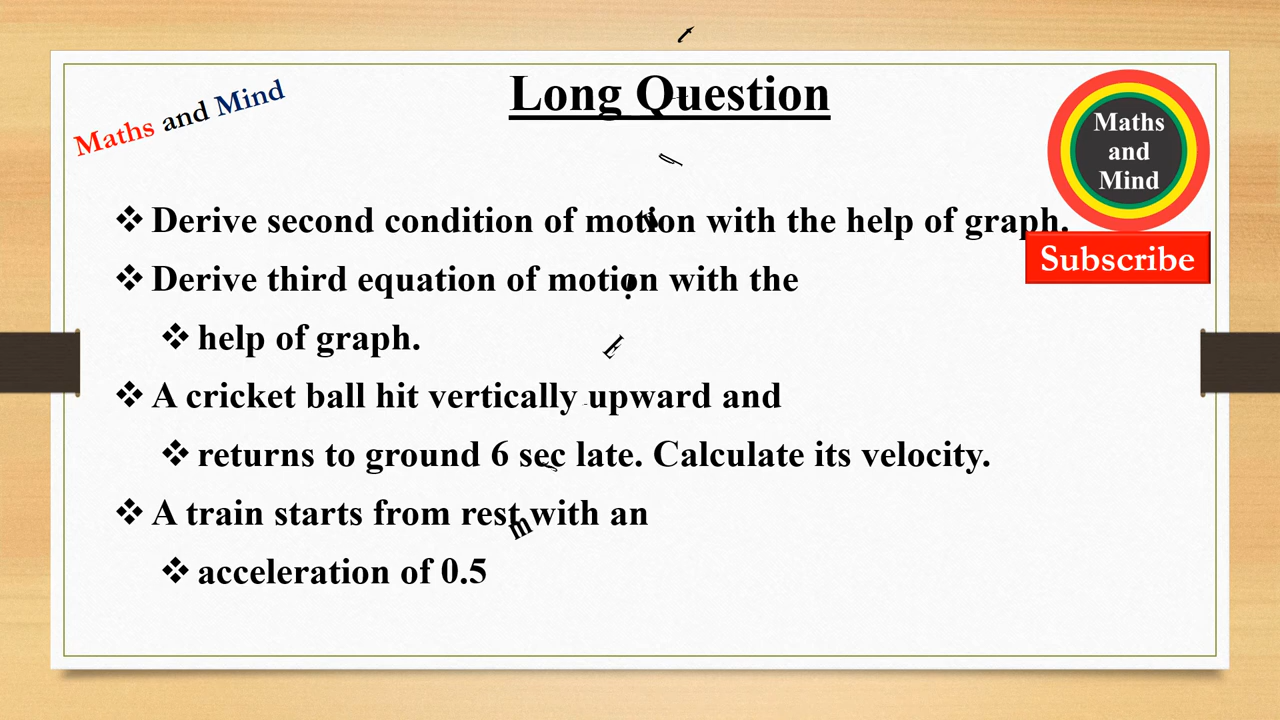 Long Question
Maths and Mind
Maths
and
Mind
Subscribe
Derive second condition of motion with the help of graph.
Derive third equation of motion with the
help of graph.
A cricket ball hit vertically upward and
returns to ground 6 sec late. Calculate its velocity.
A train starts from rest with an
acceleration of 0.5